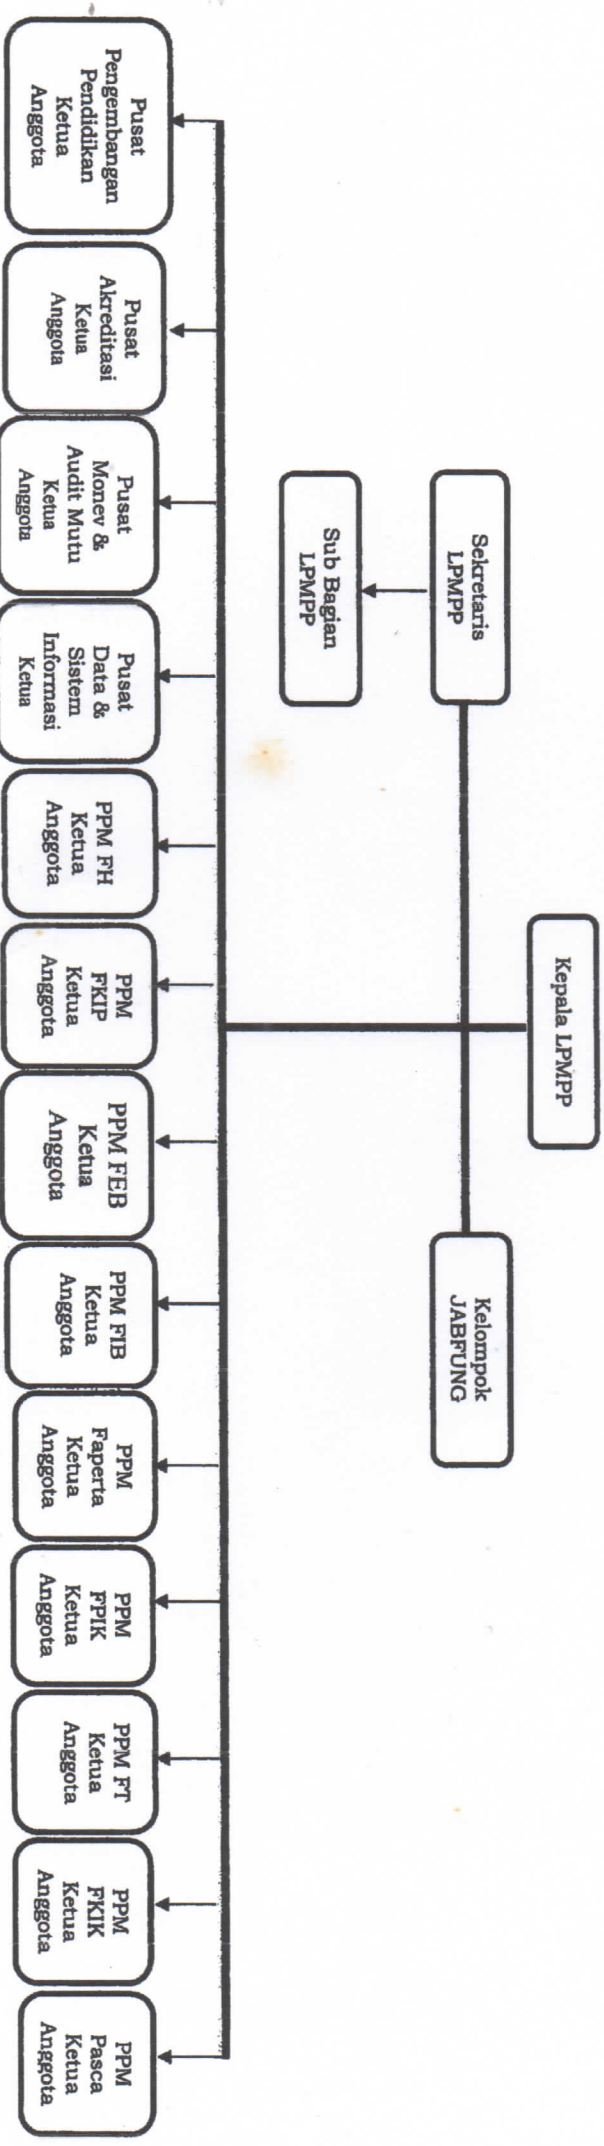 Kepala LPMPP
Sekretaris
LPMPP
Kelompok
JABFUNG
Sub Bagian
LPMPP
Pusat
Pengembangan
Pendidikan
Ketua
Anggota
Pusat
Akreditasi
Ketua
Anggota
Pusat
Monev &
Audit Mutu
Ketua
Anggota
Pusat
Data &
Sistem
Informasi
Ketua
PPM FH
Ketua
Anggota
PPM
FKIP
Ketua
Anggota
PPM FEB
Ketua
Anggota
PPM FIB
Ketua
Anggota
PPM
Faperta
Ketua
Anggota
PPM
FPIK
Ketua
Anggota
PPM FT
Ketua
Anggota
PPM
FKIK
Ketua
Anggota
PPM
Pasca
Ketua
Anggota